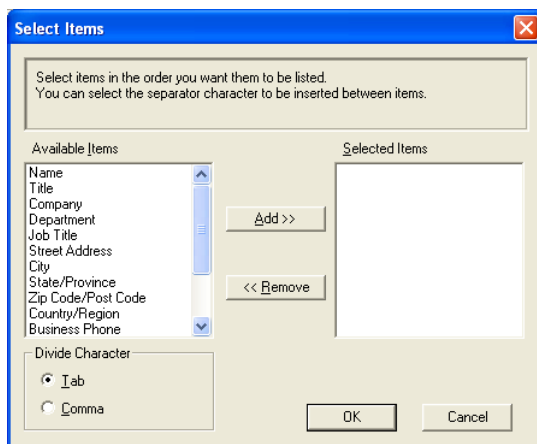 Select Items
Select items in the order you want them to be listed.
You can select the separator character to be inserted between items.
Available Items
Selected Items
Name
Title
Company
Department
Job Title
Street Address
City
State/Province
Zip Code/Post Code
Country/Region
Business Phone
Add >>
<< Remove
Divide Character
Tab
Comma
OK
Cancel